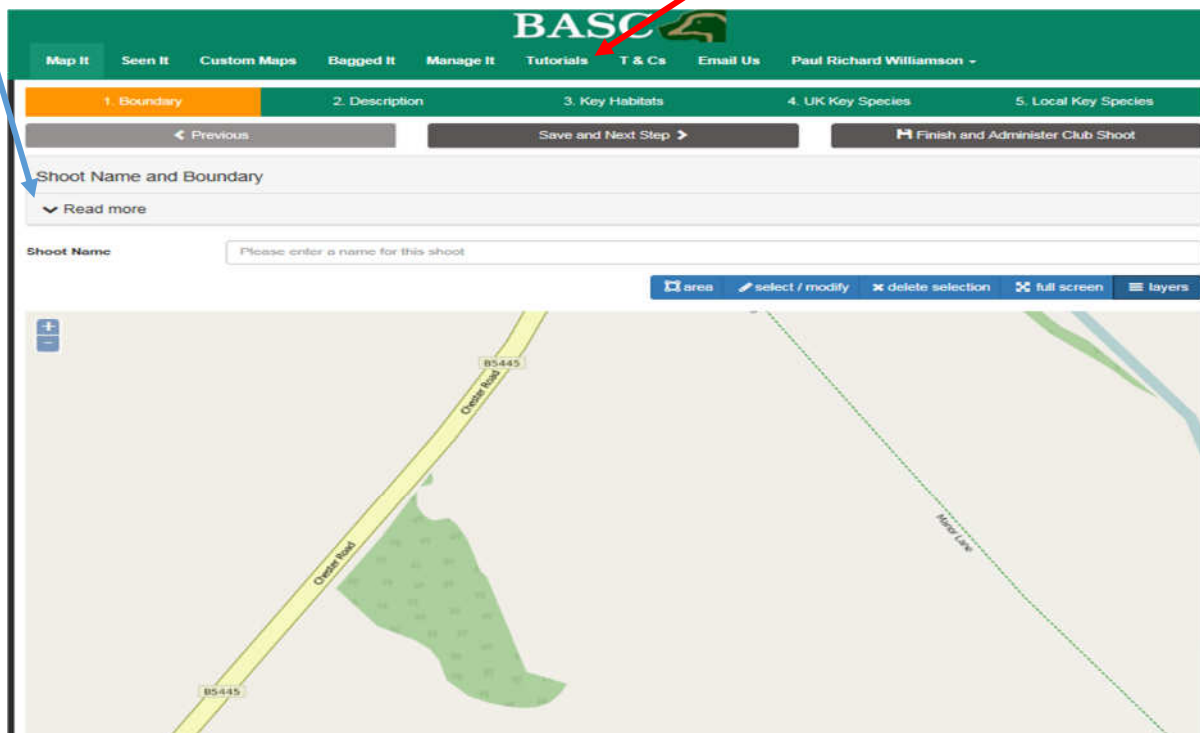 BASC
Map It Seen It Custom Maps Bagged It Manage It Tutorials T & Cs Email Us Paul Richard Williamson
1. Boundary 2. Description 3. Key Habitats 4. UK Key Species 5. Local Key Species
Previous Save and Next Step Finish and Administer Club Shoot
Shoot Name and Boundary
Read more
Shoot Name Please enter a name for this shoot
area select / modify delete selection full screen layers
B5445
Chester Road
Manor Lane
Chester Road
B5445